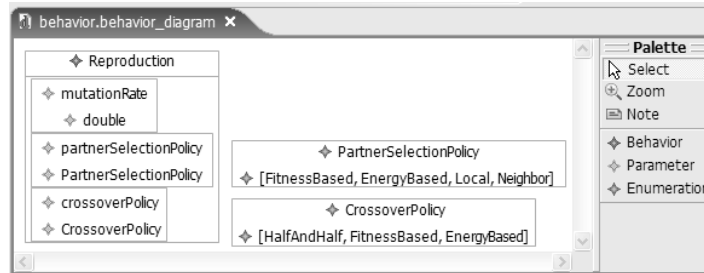 behavior.behavior_diagram
Reproduction
mutationRate
double
partnerSelectionPolicy
PartnerSelectionPolicy
crossoverPolicy
CrossoverPolicy
PartnerSelectionPolicy
[FitnessBased, EnergyBased, Local, Neighbor]
CrossoverPolicy
[HalfAndHalf, FitnessBased, EnergyBased]
Palette
Select
Zoom
Note
Behavior
Parameter
Enumeration